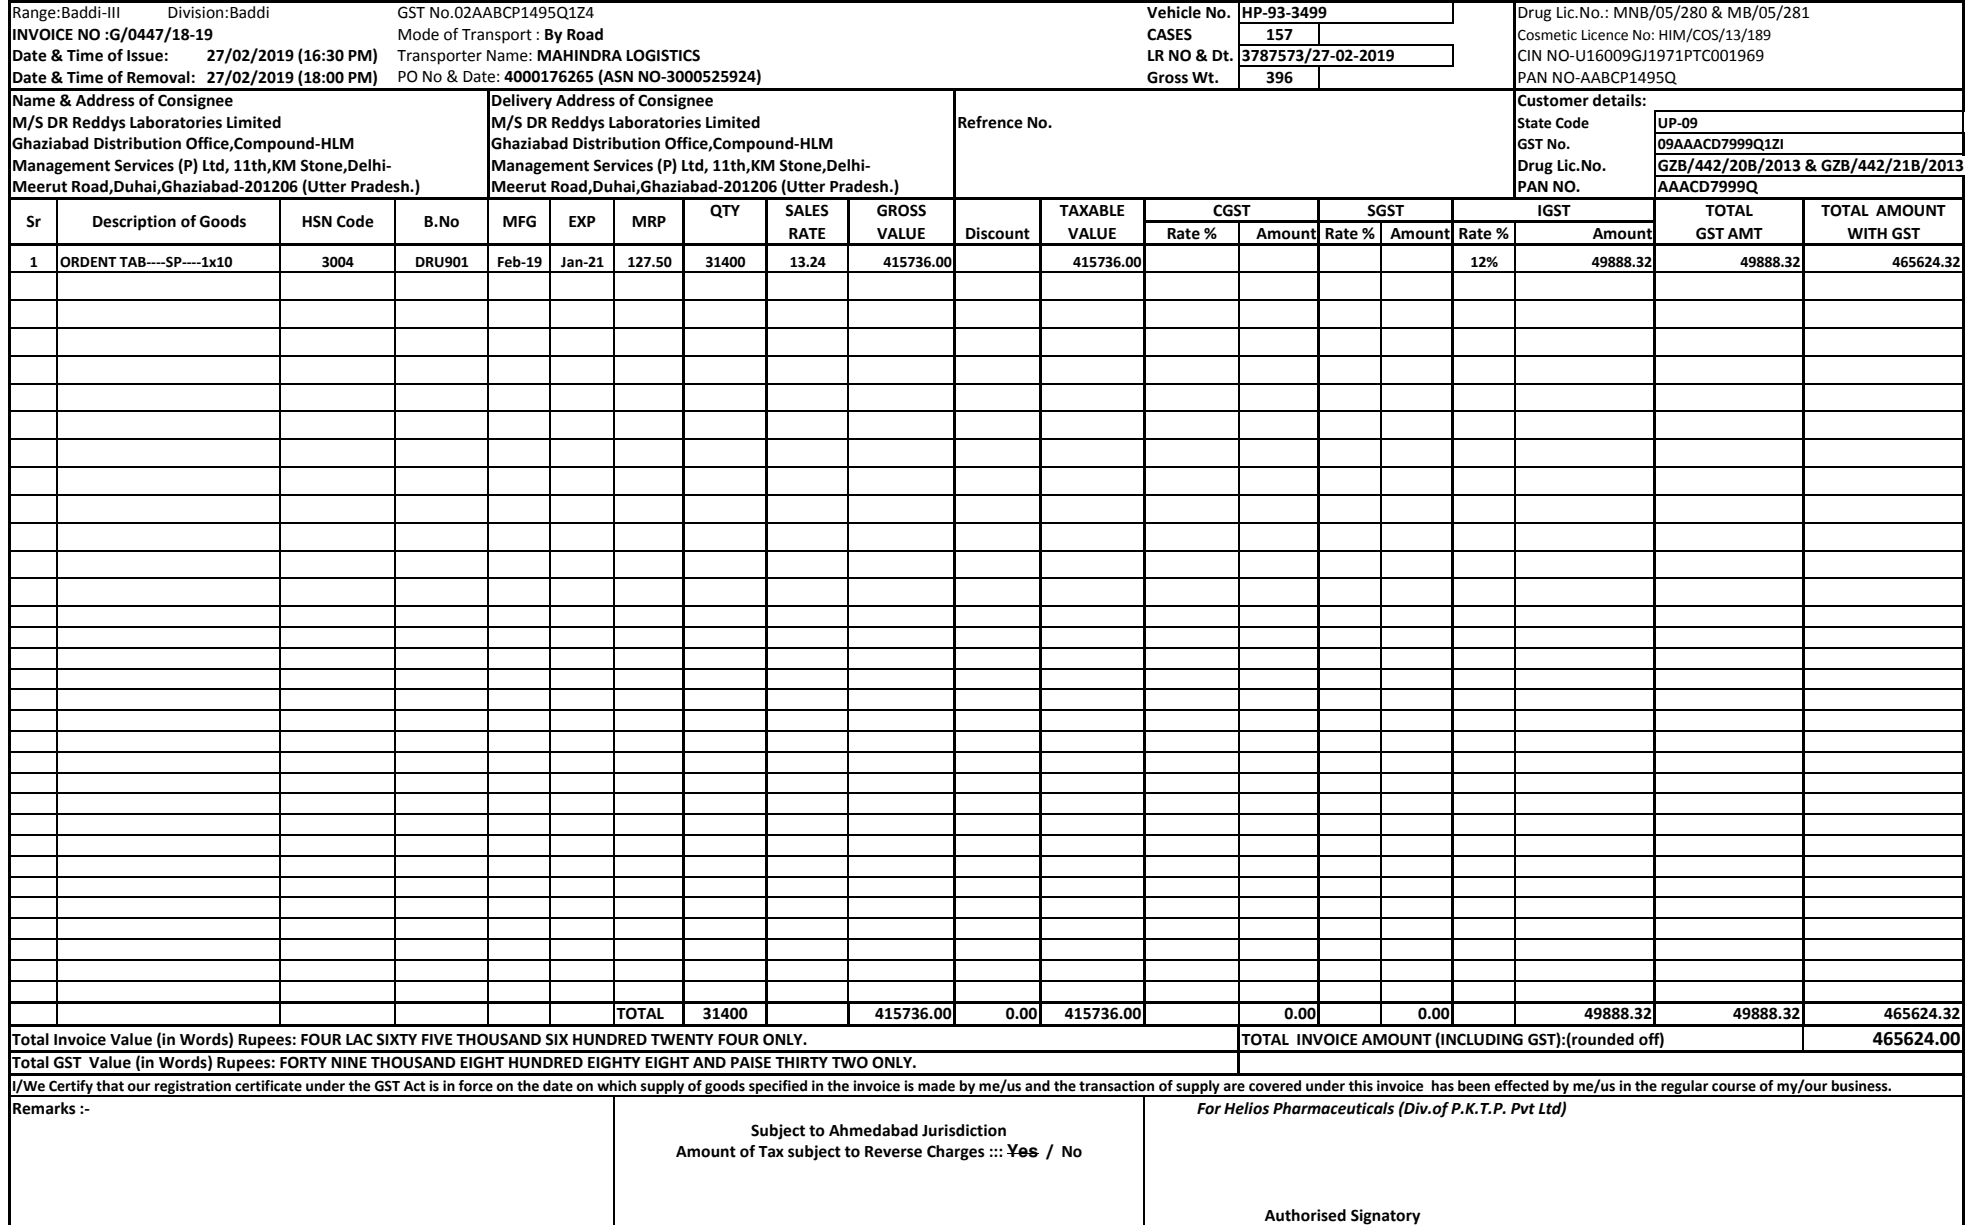 Range:Baddi-III Division:Baddi GST No.02AABCP1495Q1Z4 Vehicle No. HP-93-3499 Drug Lic.No.: MNB/05/280 & MB/05/281
INVOICE NO :G/0447/18-19 Mode of Transport : By Road CASES 157 Cosmetic Licence No: HIM/COS/13/189
Date & Time of Issue: 27/02/2019 (16:30 PM) Transporter Name: MAHINDRA LOGISTICS LR NO & Dt. 3787573/27-02-2019 CIN NO-U16009GJ1971PTC001969
Date & Time of Removal: 27/02/2019 (18:00 PM) PO No & Date: 4000176265 (ASN NO-3000525924) Gross Wt. 396 PAN NO-AABCP1495Q
Name & Address of Consignee Delivery Address of Consignee Customer details:
M/S DR Reddys Laboratories Limited M/S DR Reddys Laboratories Limited Refrence No. State Code UP-09
Ghaziabad Distribution Office,Compound-HLM Ghaziabad Distribution Office,Compound-HLM GST No. 09AAACD7999Q1ZI
Management Services (P) Ltd, 11th,KM Stone,Delhi- Management Services (P) Ltd, 11th,KM Stone,Delhi- Drug Lic.No. GZB/442/20B/2013 & GZB/442/21B/2013
Meerut Road,Duhai,Ghaziabad-201206 (Utter Pradesh.) Meerut Road,Duhai,Ghaziabad-201206 (Utter Pradesh.) PAN NO. AAACD7999Q
Sr Description of Goods HSN Code B.No MFG EXP MRP QTY SALES RATE GROSS VALUE Discount TAXABLE VALUE CGST SGST IGST TOTAL GST AMT TOTAL AMOUNT WITH GST
Rate % Amount Rate % Amount Rate % Amount
1 ORDENT TAB----SP----1x10 3004 DRU901 Feb-19 Jan-21 127.50 31400 13.24 415736.00 415736.00 12% 49888.32 49888.32 465624.32
TOTAL 31400 415736.00 0.00 415736.00 0.00 0.00 49888.32 49888.32 465624.32
Total Invoice Value (in Words) Rupees: FOUR LAC SIXTY FIVE THOUSAND SIX HUNDRED TWENTY FOUR ONLY. TOTAL INVOICE AMOUNT (INCLUDING GST):(rounded off) 465624.00
Total GST Value (in Words) Rupees: FORTY NINE THOUSAND EIGHT HUNDRED EIGHTY EIGHT AND PAISE THIRTY TWO ONLY.
I/We Certify that our registration certificate under the GST Act is in force on the date on which supply of goods specified in the invoice is made by me/us and the transaction of supply are covered under this invoice has been effected by me/us in the regular course of my/our business.
Remarks :- For Helios Pharmaceuticals (Div.of P.K.T.P. Pvt Ltd)
Subject to Ahmedabad Jurisdiction
Amount of Tax subject to Reverse Charges ::: Yes / No
Authorised Signatory